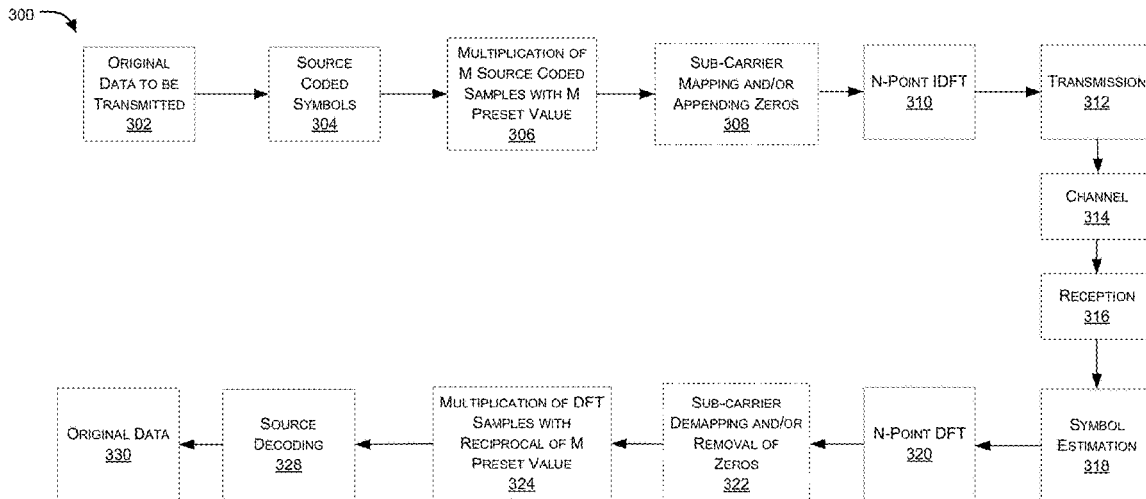 300
ORIGINAL
DATA TO BE
TRANSMITTED
302
SOURCE
CODED
SYMBOLS
304
MULTIPLICATION OF
M SOURCE CODED
SAMPLES WITH M
PRESET VALUE
306
SUB-CARRIER
MAPPING AND/OR
APPENDING ZEROS
308
N-POINT IDFT
310
TRANSMISSION
312
CHANNEL
314
RECEPTION
316
SYMBOL
ESTIMATION
318
N-POINT DFT
320
SUB-CARRIER
DEMAPPING AND/OR
REMOVAL OF
ZEROS
322
MULTIPLICATION OF DFT
SAMPLES WITH
RECIPROCAL OF M
PRESET VALUE
324
SOURCE
DECODING
328
ORIGINAL DATA
330